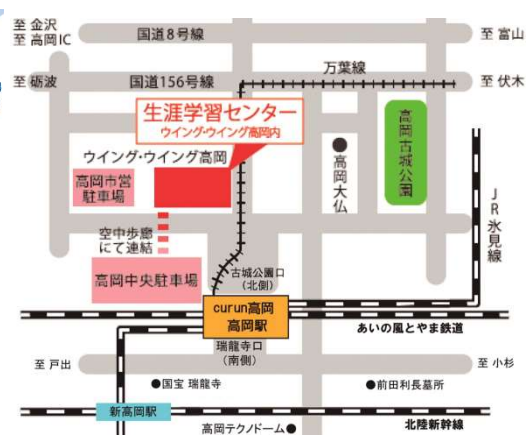 至 金沢
至 高岡IC
国道8号線
至 富山
至 砺波
国道156号線
万葉線
至 伏木
生涯学習センター
ウイング・ウイング高岡内
ウイング・ウイング高岡
高岡市営
駐車場
高岡大仏
高岡古城公園
JR氷見線
空中歩廊
にて連結
高岡中央駐車場
古城公園口
(北側)
curun高岡
高岡駅
あいの風とやま鉄道
瑞龍寺口
(南側)
至 戸出
至 小杉
国宝 瑞龍寺
前田利長墓所
新高岡駅
北陸新幹線
高岡テクノドーム